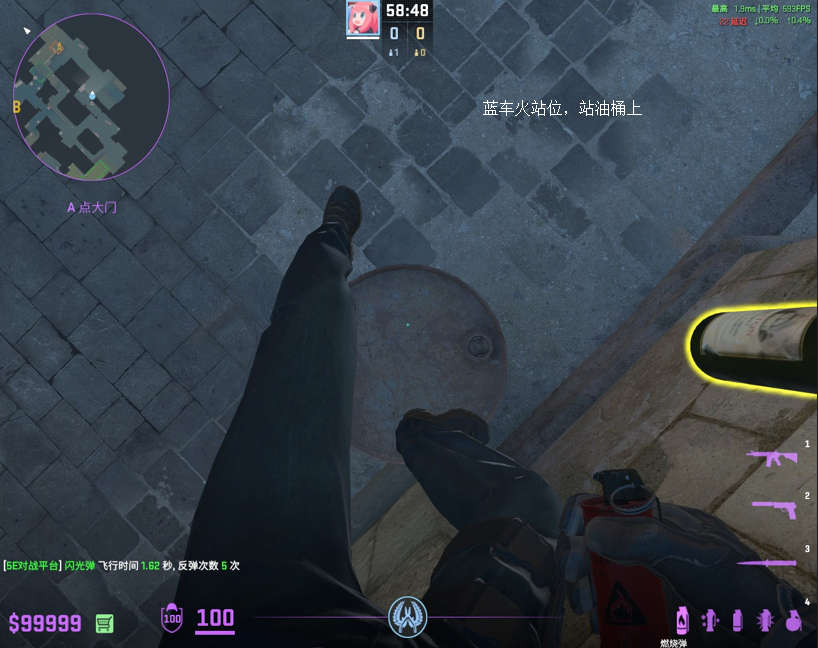 58:48
最高 1.9ms | 平均 593FPS
22延迟 ↓0.0% ↑0.4%
0 0
1 0
A
B
蓝车火站位，站油桶上
A 点大门
1
2
3
[5E对战平台] 闪光弹 飞行时间 1.62 秒, 反弹次数 5 次
4
$99999
100
100
燃烧弹